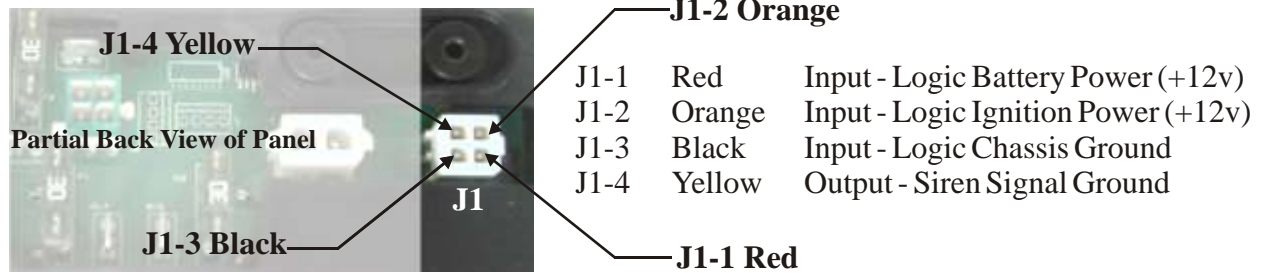 J1-2 Orange
J1-4 Yellow
Partial Back View of Panel
J1
J1-3 Black
J1-1 Red
J1-1 Red Input - Logic Battery Power (+12v)
J1-2 Orange Input - Logic Ignition Power (+12v)
J1-3 Black Input - Logic Chassis Ground
J1-4 Yellow Output - Siren Signal Ground